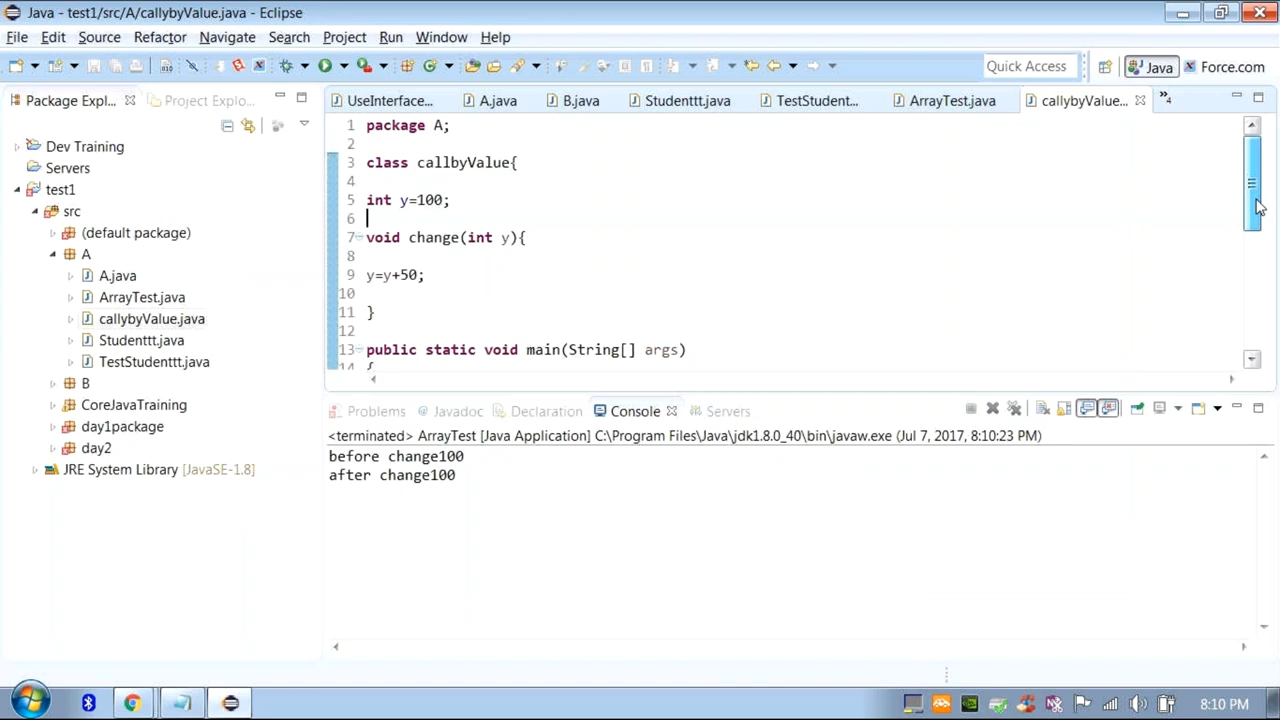 Java - test1/src/A/callybyValue.java - Eclipse
File Edit Source Refactor Navigate Search Project Run Window Help
Quick Access Java Force.com
Package Expl... Project Explo...
UseInterface... A.java B.java Studenttt.java TestStudent... ArrayTest.java callybyValue... »4
Dev Training
Servers
test1
src
(default package)
A
A.java
ArrayTest.java
callybyValue.java
Studenttt.java
TestStudenttt.java
B
CoreJavaTraining
day1package
day2
JRE System Library [JavaSE-1.8]
1 package A;
2
3 class callbyValue{
4
5 int y=100;
6
7 void change(int y){
8
9 y=y+50;
10
11 }
12
13 public static void main(String[] args)
14 {
Problems Javadoc Declaration Console Servers
<terminated> ArrayTest [Java Application] C:\Program Files\Java\jdk1.8.0_40\bin\javaw.exe (Jul 7, 2017, 8:10:23 PM)
before change100
after change100
8:10 PM